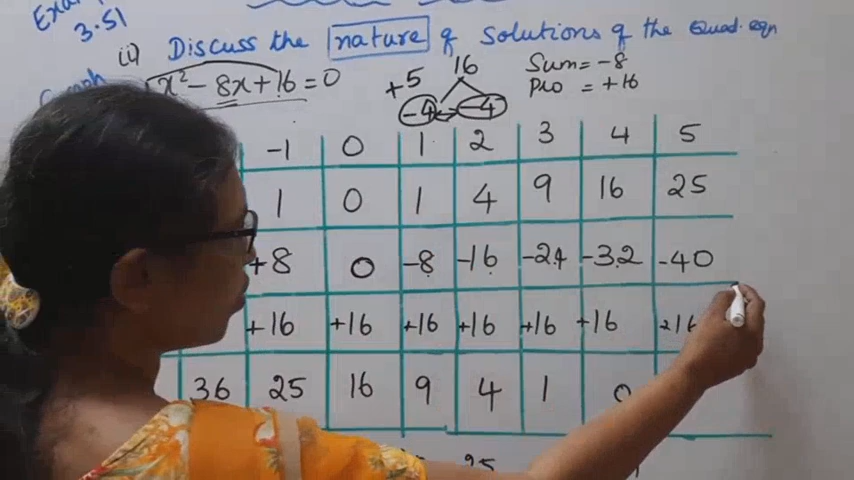 3.51
(ii) Discuss the nature of Solutions of the Quad. eqn
Graph
x² - 8x + 16 = 0
+5 16 Sum = -8
-4 -4 Pro = +16
-1 0 1 2 3 4 5
1 0 1 4 9 16 25
+8 0 -8 -16 -24 -32 -40
+16 +16 +16 +16 +16 +16 +16
36 25 16 9 4 1 0